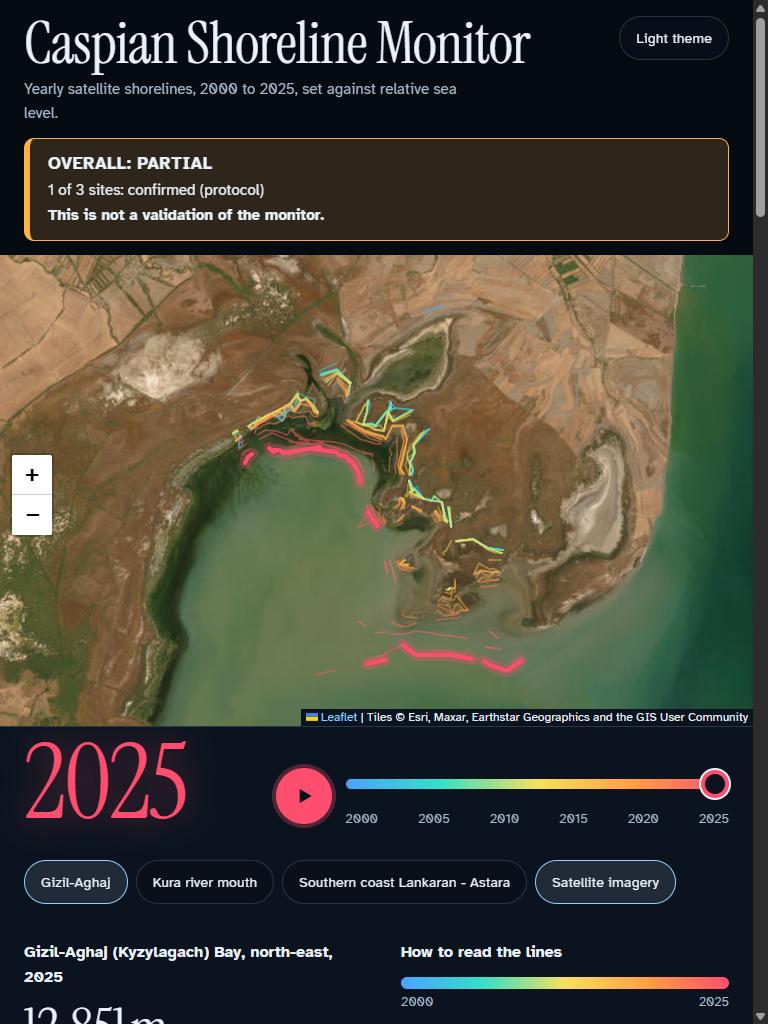 Caspian Shoreline Monitor
Light theme
Yearly satellite shorelines, 2000 to 2025, set against relative sea
level.
OVERALL: PARTIAL
1 of 3 sites: confirmed (protocol)
This is not a validation of the monitor.
+
−
Leaflet | Tiles © Esri, Maxar, Earthstar Geographics and the GIS User Community
2025
2000 2005 2010 2015 2020 2025
Gizil-Aghaj
Kura river mouth
Southern coast Lankaran - Astara
Satellite imagery
Gizil-Aghaj (Kyzylagach) Bay, north-east,
2025
12,851 m
How to read the lines
2000 2025